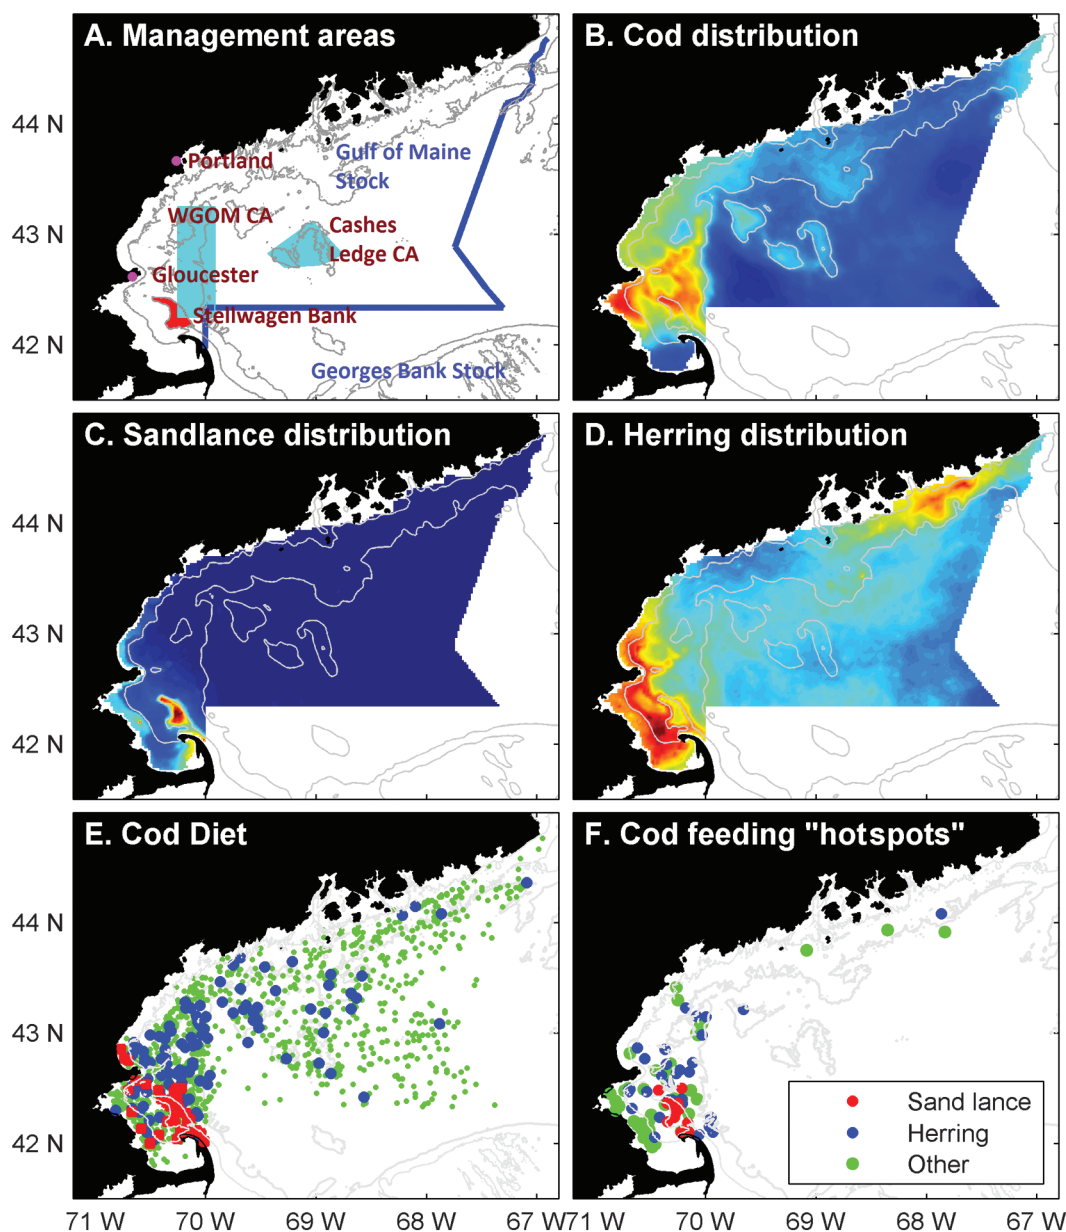 A. Management areas
B. Cod distribution
44 N
43 N
42 N
Portland
Gulf of Maine
Stock
WGOM CA
Cashes
Ledge CA
Gloucester
Stellwagen Bank
Georges Bank Stock
C. Sandlance distribution
D. Herring distribution
44 N
43 N
42 N
E. Cod Diet
F. Cod feeding "hotspots"
44 N
43 N
42 N
Sand lance
Herring
Other
71 W
70 W
69 W
68 W
67 W
71 W
70 W
69 W
68 W
67 W